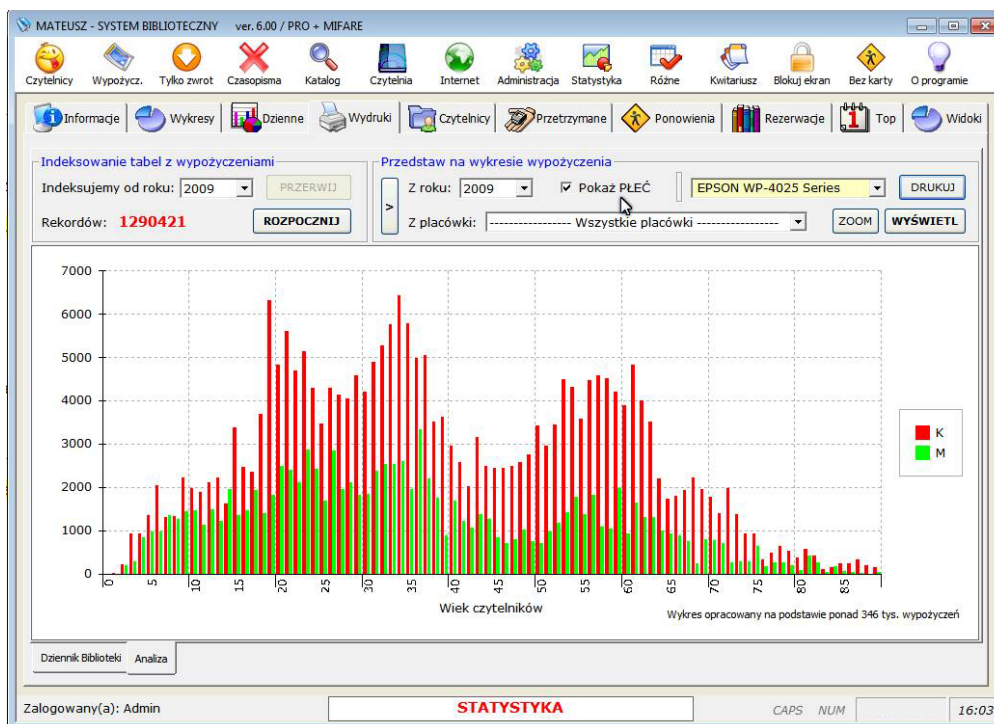 MATEUSZ - SYSTEM BIBLIOTECZNY ver. 6.00 / PRO + MIFARE
Czytelnicy Wypożycz. Tylko zwrot Czasopisma Katalog Czytelnia Internet Administracja Statystyka Różne Kwitariusz Blokuj ekran Bez karty O programie
Informacje Wykresy Dzienne Wydruki Czytelnicy Przetrzymane Ponowienia Rezerwacje 1 Top Widoki
Indeksowanie tabel z wypożyczeniami
Indeksujemy od roku: 2009 PRZERWIJ
Rekordów: 1290421 ROZPOCZNIJ
Przedstaw na wykresie wypożyczenia
> Z roku: 2009 Pokaż PŁEĆ EPSON WP-4025 Series DRUKUJ
Z placówki: ---------------- Wszystkie placówki ---------------- ZOOM WYŚWIETL
7000
6000
5000
4000
3000
2000
1000
0
K
M
0 5 10 15 20 25 30 35 40 45 50 55 60 65 70 75 80 85
Wiek czytelników
Wykres opracowany na podstawie ponad 346 tys. wypożyczeń
Dziennik Biblioteki Analiza
Zalogowany(a): Admin STATYSTYKA CAPS NUM 16:03